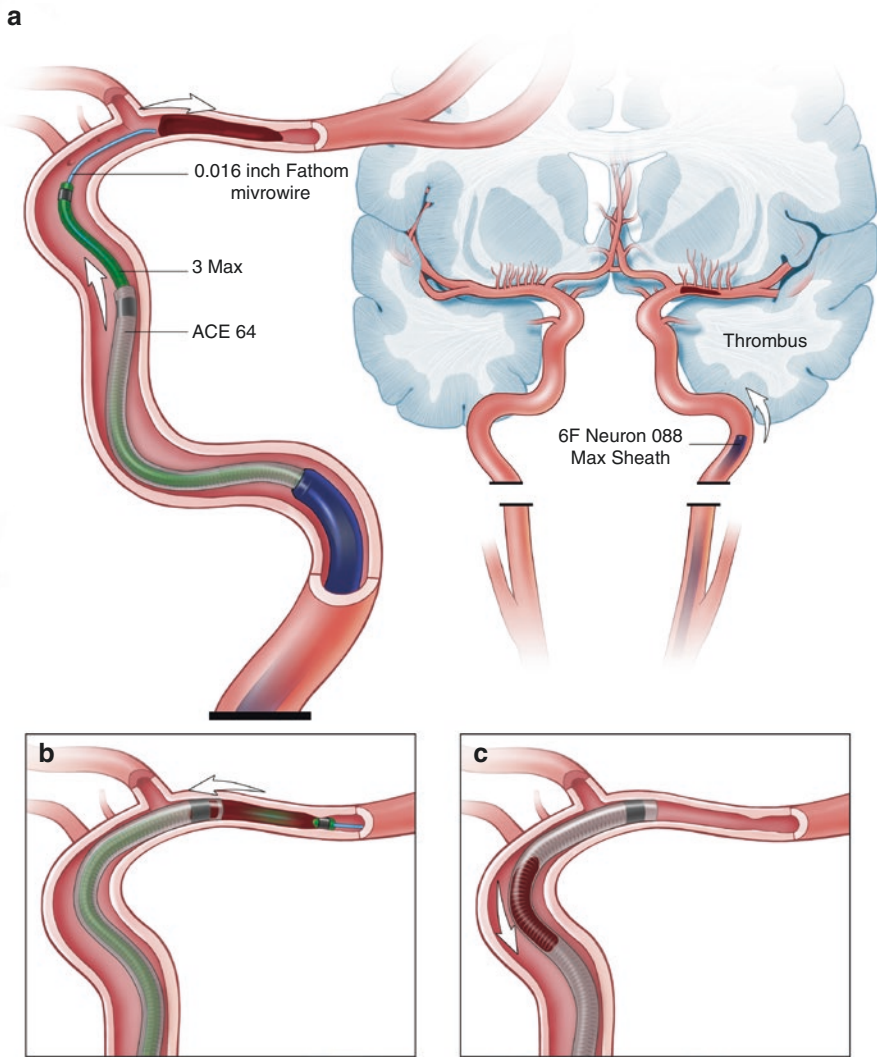 a
0.016 inch Fathom
mivrowire
3 Max
ACE 64
Thrombus
6F Neuron 088
Max Sheath
b
c